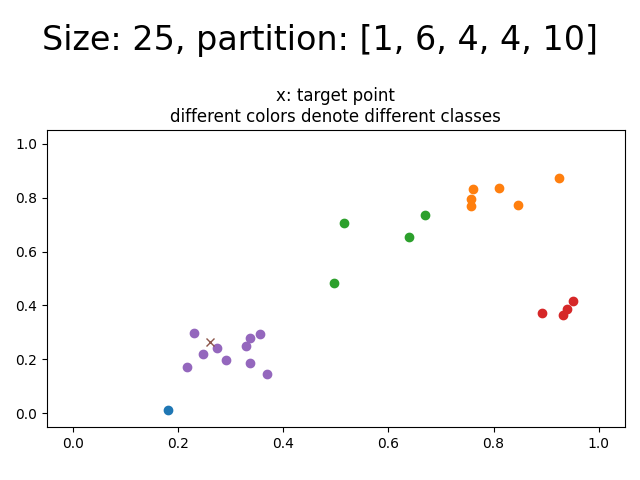 Size: 25, partition: [1, 6, 4, 4, 10]
x: target point
different colors denote different classes
1.0
0.8
0.6
0.4
0.2
0.0
0.0 0.2 0.4 0.6 0.8 1.0